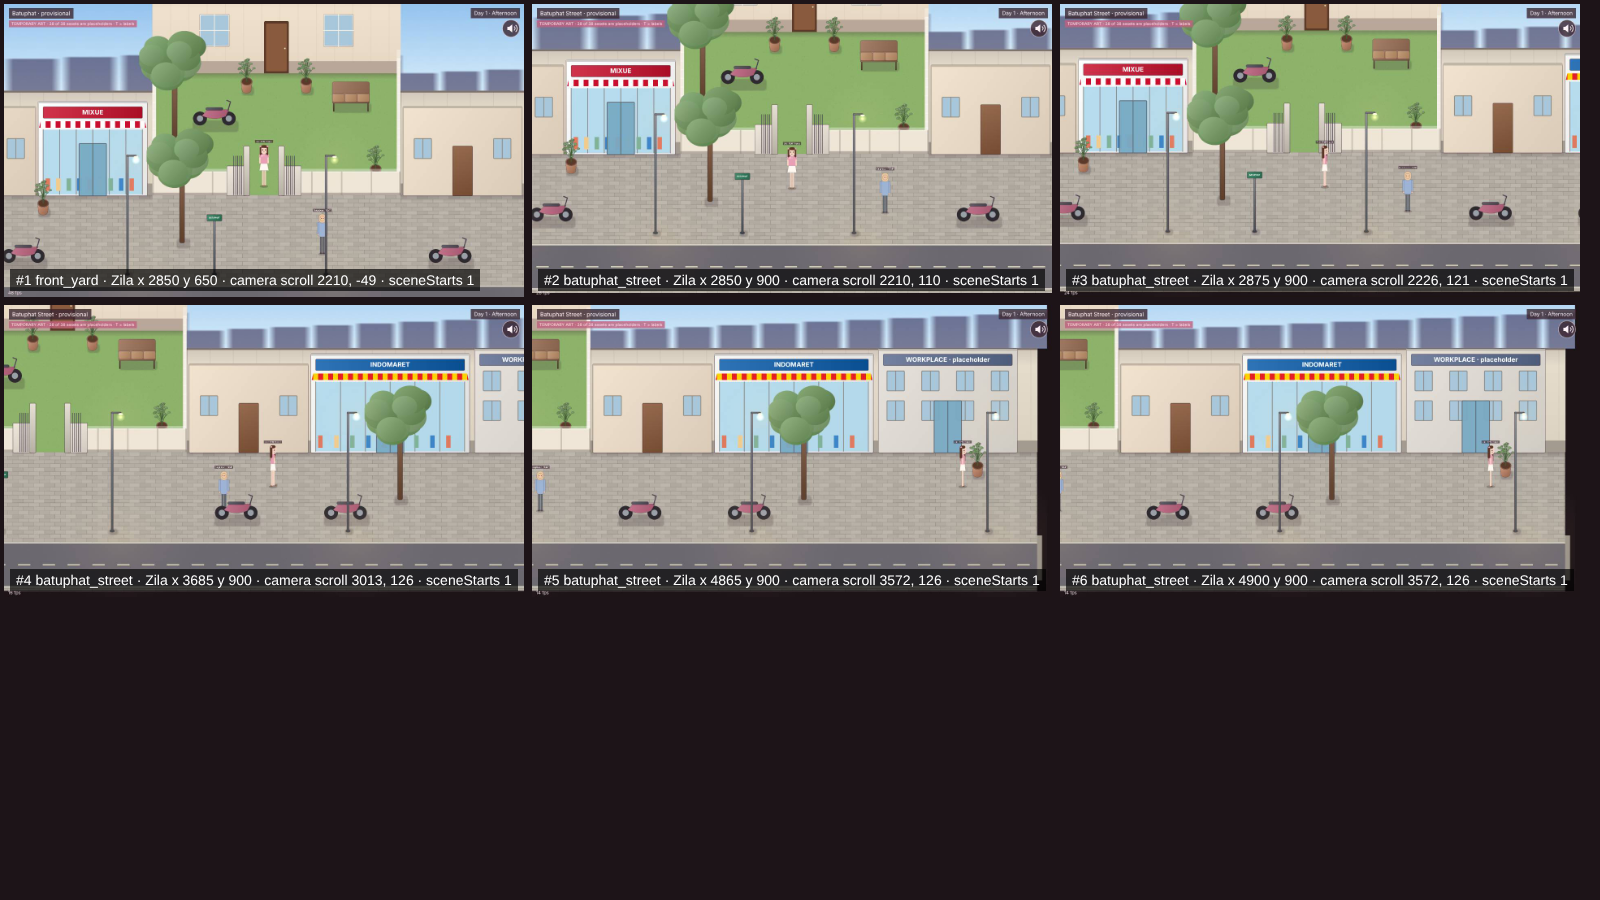 Batuphat - provisional
Day 1 - Afternoon
MIXUE
#1 front_yard · Zila x 2850 y 650 · camera scroll 2210, -49 · sceneStarts 1
Batuphat Street - provisional
Day 1 - Afternoon
MIXUE
#2 batuphat_street · Zila x 2850 y 900 · camera scroll 2210, 110 · sceneStarts 1
Batuphat Street - provisional
Day 1 - Afternoon
MIXUE
#3 batuphat_street · Zila x 2875 y 900 · camera scroll 2226, 121 · sceneStarts 1
Batuphat Street - provisional
Day 1 - Afternoon
INDOMARET
#4 batuphat_street · Zila x 3685 y 900 · camera scroll 3013, 126 · sceneStarts 1
Batuphat Street - provisional
Day 1 - Afternoon
INDOMARET
WORKPLACE - placeholder
#5 batuphat_street · Zila x 4865 y 900 · camera scroll 3572, 126 · sceneStarts 1
Batuphat Street - provisional
Day 1 - Afternoon
INDOMARET
WORKPLACE - placeholder
#6 batuphat_street · Zila x 4900 y 900 · camera scroll 3572, 126 · sceneStarts 1